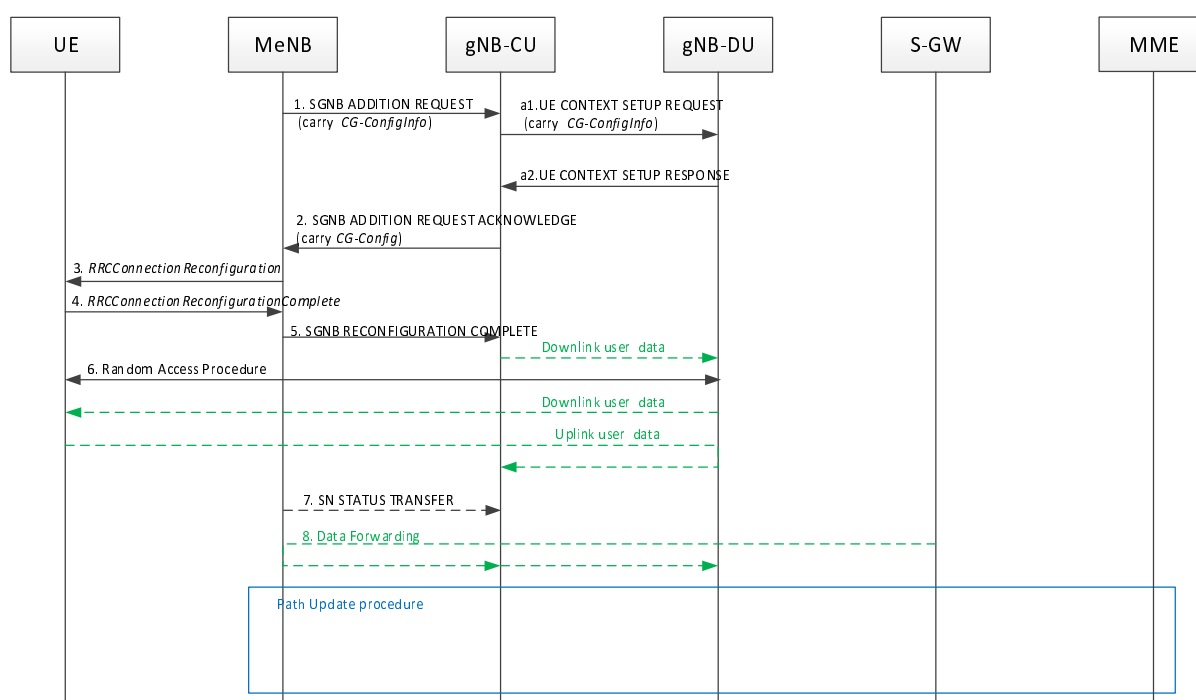 UE
MeNB
gNB-CU
gNB-DU
S-GW
MME
1. SGNB ADDITION REQUEST
(carry CG-ConfigInfo)
a1.UE CONTEXT SETUP REQUEST
(carry CG-ConfigInfo)
a2.UE CONTEXT SETUP RESPONSE
2. SGNB ADDITION REQUEST ACKNOWLEDGE
(carry CG-Config)
3. RRCConnectionReconfiguration
4. RRCConnectionReconfigurationComplete
5. SGNB RECONFIGURATION COMPLETE
Downlink user data
6. Random Access Procedure
Downlink user data
Uplink user data
7. SN STATUS TRANSFER
8. Data Forwarding
Path Update procedure